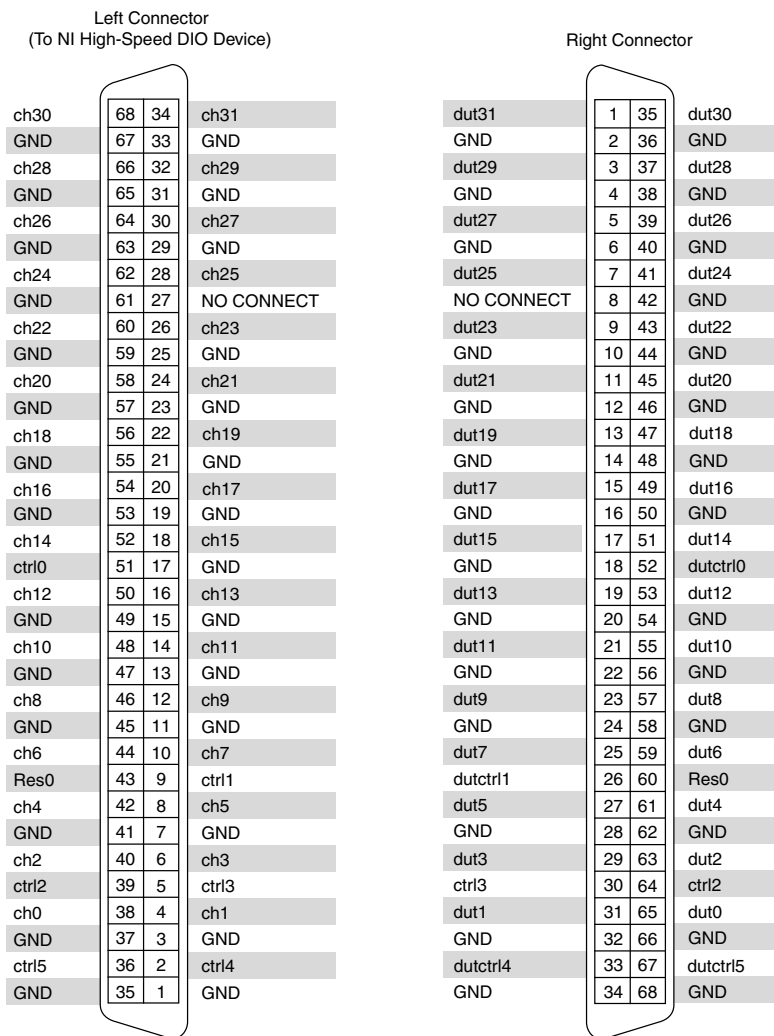 Left Connector
(To NI High-Speed DIO Device)
Right Connector
ch30 68 34 ch31 dut31 1 35 dut30
GND 67 33 GND GND 2 36 GND
ch28 66 32 ch29 dut29 3 37 dut28
GND 65 31 GND GND 4 38 GND
ch26 64 30 ch27 dut27 5 39 dut26
GND 63 29 GND GND 6 40 GND
ch24 62 28 ch25 dut25 7 41 dut24
GND 61 27 NO CONNECT NO CONNECT 8 42 GND
ch22 60 26 ch23 dut23 9 43 dut22
GND 59 25 GND GND 10 44 GND
ch20 58 24 ch21 dut21 11 45 dut20
GND 57 23 GND GND 12 46 GND
ch18 56 22 ch19 dut19 13 47 dut18
GND 55 21 GND GND 14 48 GND
ch16 54 20 ch17 dut17 15 49 dut16
GND 53 19 GND GND 16 50 GND
ch14 52 18 ch15 dut15 17 51 dut14
ctrl0 51 17 GND GND 18 52 dutctrl0
ch12 50 16 ch13 dut13 19 53 dut12
GND 49 15 GND GND 20 54 GND
ch10 48 14 ch11 dut11 21 55 dut10
GND 47 13 GND GND 22 56 GND
ch8 46 12 ch9 dut9 23 57 dut8
GND 45 11 GND GND 24 58 GND
ch6 44 10 ch7 dut7 25 59 dut6
Res0 43 9 ctrl1 dutctrl1 26 60 Res0
ch4 42 8 ch5 dut5 27 61 dut4
GND 41 7 GND GND 28 62 GND
ch2 40 6 ch3 dut3 29 63 dut2
ctrl2 39 5 ctrl3 ctrl3 30 64 ctrl2
ch0 38 4 ch1 dut1 31 65 dut0
GND 37 3 GND GND 32 66 GND
ctrl5 36 2 ctrl4 dutctrl4 33 67 dutctrl5
GND 35 1 GND GND 34 68 GND